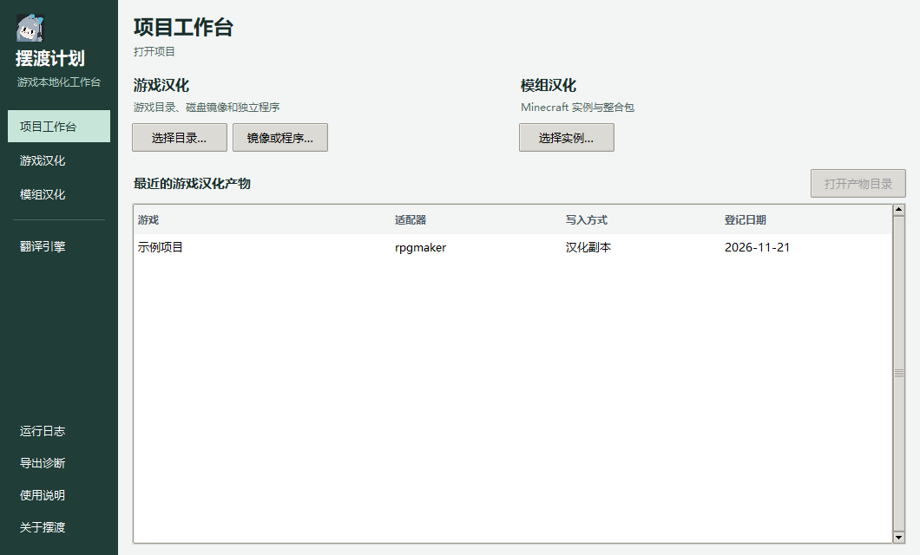 摆渡计划
游戏本地化工作台
项目工作台
游戏汉化
模组汉化
翻译引擎
运行日志
导出诊断
使用说明
关于摆渡
项目工作台
打开项目
游戏汉化
游戏目录、磁盘镜像和独立程序
选择目录...
镜像或程序...
模组汉化
Minecraft 实例与整合包
选择实例...
最近的游戏汉化产物
打开产物目录
游戏 适配器 写入方式 登记日期
示例项目 rpgmaker 汉化副本 2026-11-21